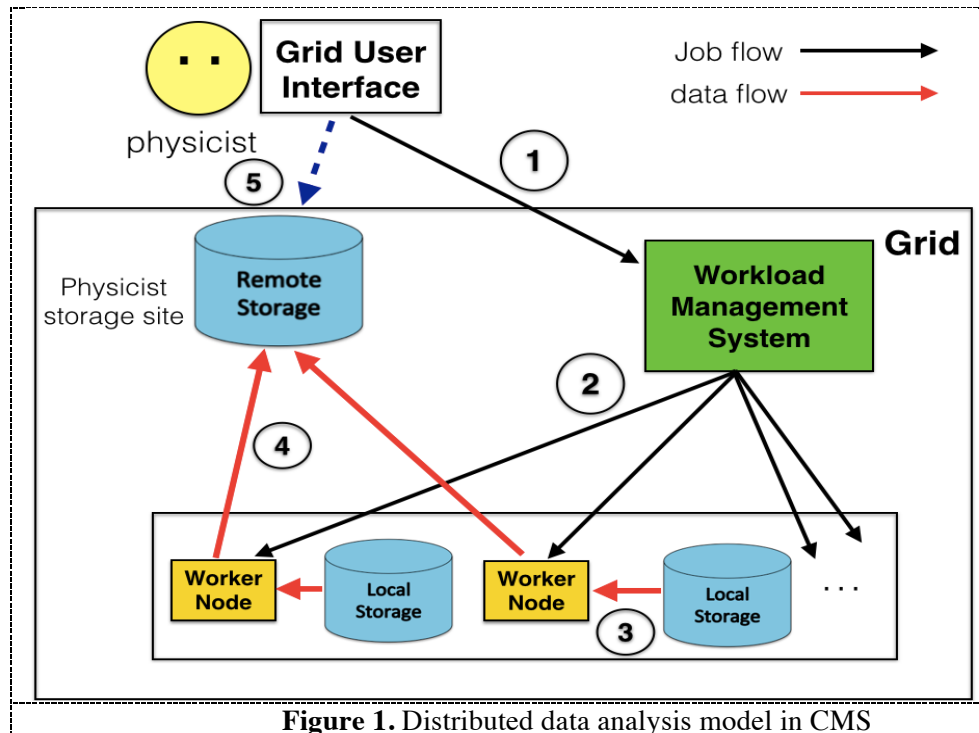 Grid User
Interface
Job flow
data flow
physicist
1
5
Grid
Remote
Storage
Physicist
storage site
Workload
Management
System
2
4
Worker
Node
Local
Storage
Worker
Node
Local
Storage
...
3
Figure 1. Distributed data analysis model in CMS